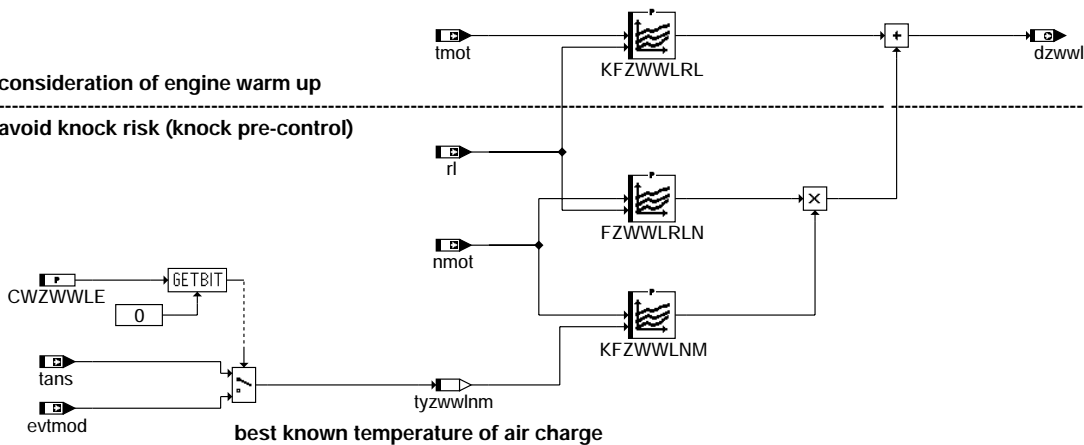 P
tmot
KFZWWLRL
+
dzwwl
consideration of engine warm up
avoid knock risk (knock pre-control)
rl
P
FZWWLRLN
×
nmot
P
CWZWWLE
GETBIT
0
P
KFZWWLNM
tans
evtmod
tyzwwlnm
best known temperature of air charge